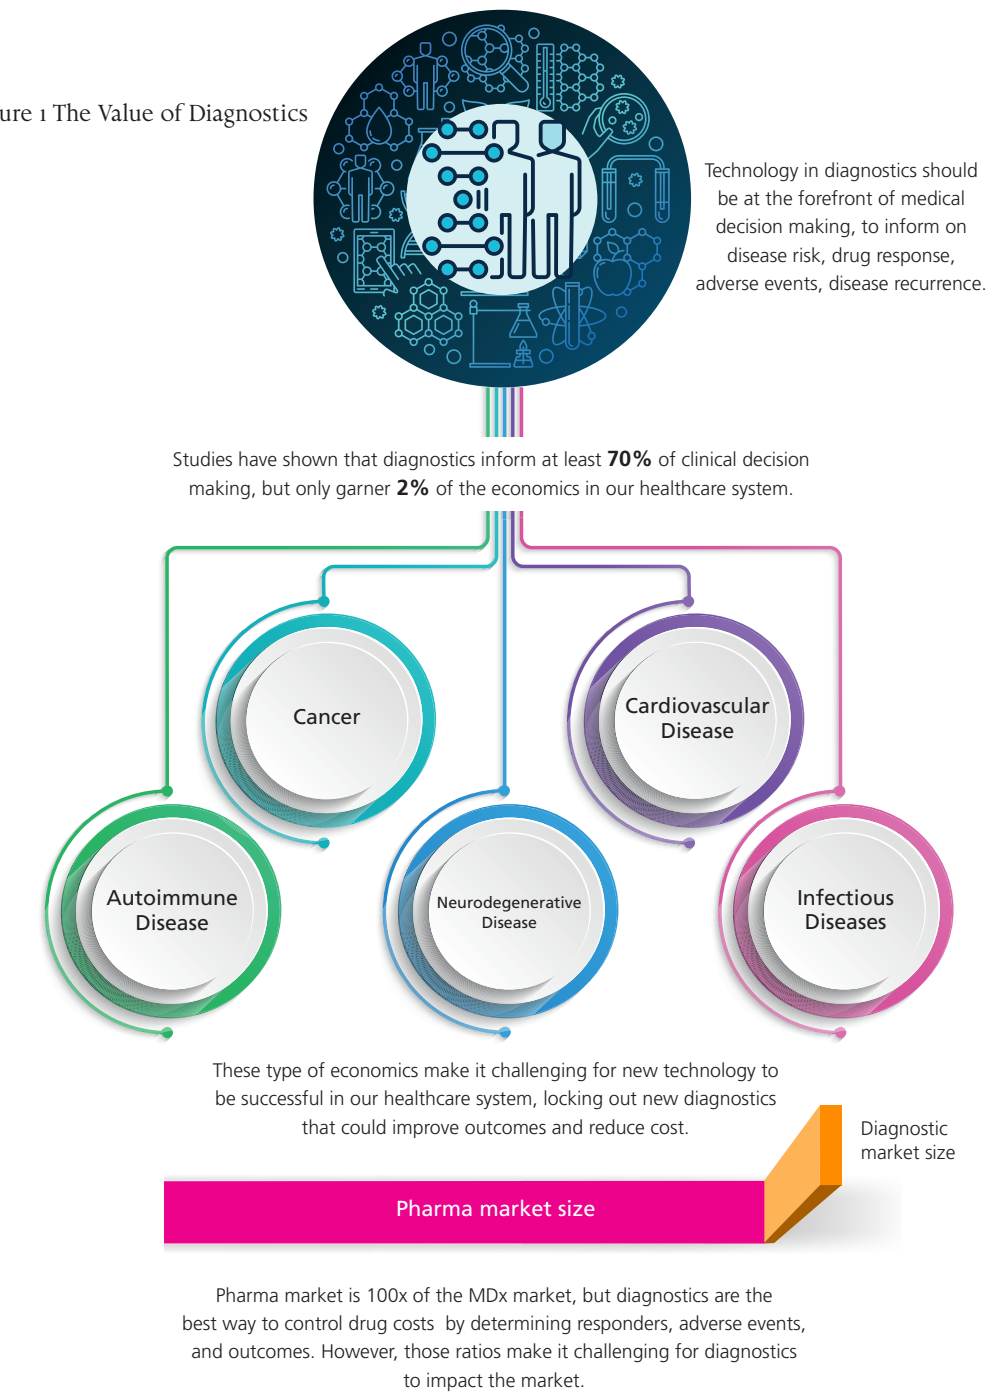 ure 1 The Value of Diagnostics
Technology in diagnostics should
be at the forefront of medical
decision making, to inform on
disease risk, drug response,
adverse events, disease recurrence.
Studies have shown that diagnostics inform at least 70% of clinical decision
making, but only garner 2% of the economics in our healthcare system.
Cancer
Cardiovascular
Disease
Autoimmune
Disease
Neurodegenerative
Disease
Infectious
Diseases
These type of economics make it challenging for new technology to
be successful in our healthcare system, locking out new diagnostics
that could improve outcomes and reduce cost.
Diagnostic
market size
Pharma market size
Pharma market is 100x of the MDx market, but diagnostics are the
best way to control drug costs by determining responders, adverse events,
and outcomes. However, those ratios make it challenging for diagnostics
to impact the market.